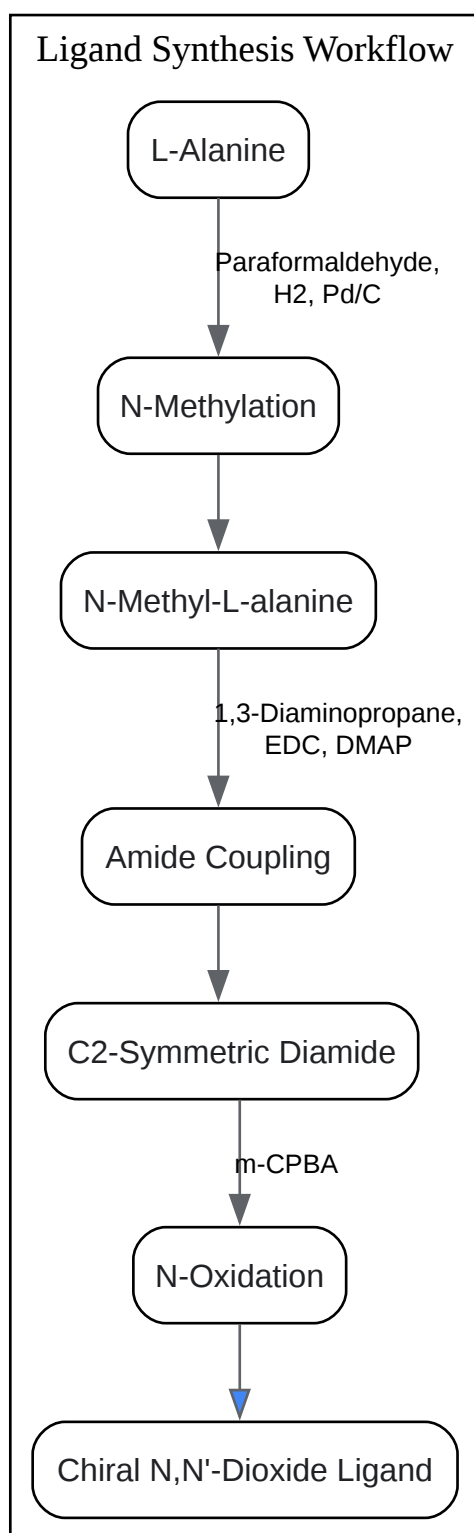 Ligand Synthesis Workflow
L-Alanine
Paraformaldehyde,
H2, Pd/C
N-Methylation
N-Methyl-L-alanine
1,3-Diaminopropane,
EDC, DMAP
Amide Coupling
C2-Symmetric Diamide
m-CPBA
N-Oxidation
Chiral N,N'-Dioxide Ligand